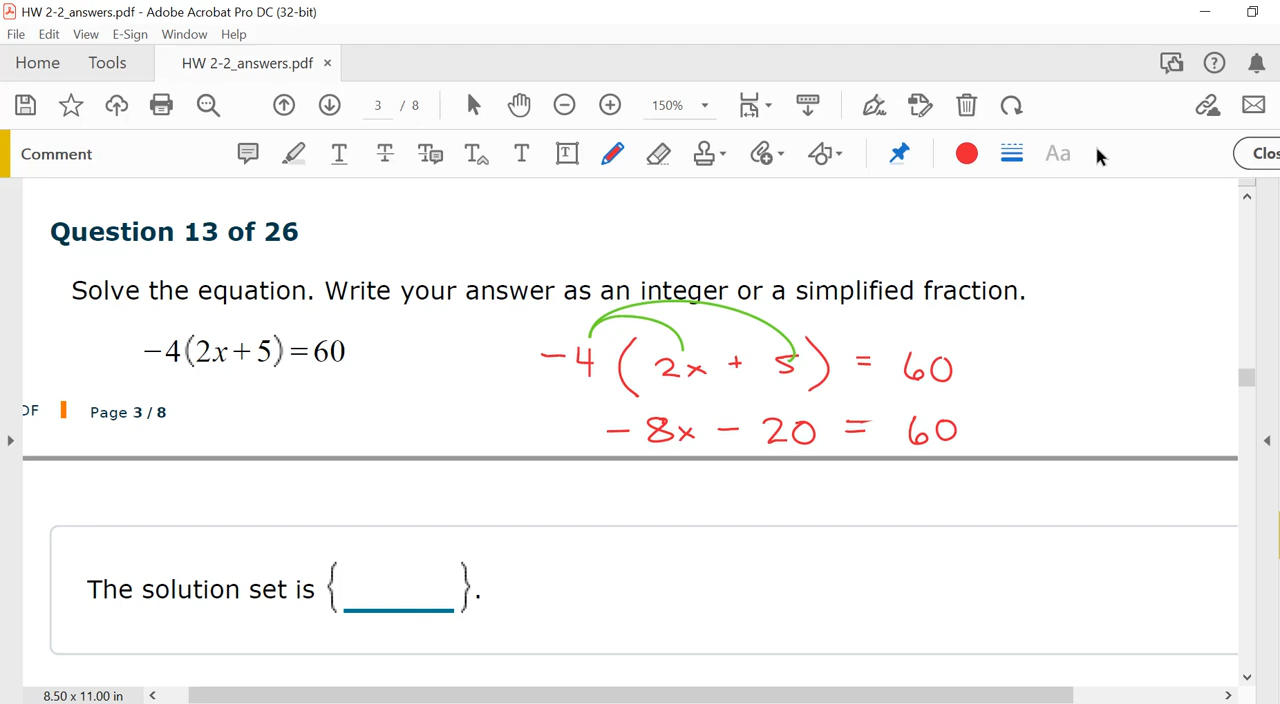 HW 2-2_answers.pdf - Adobe Acrobat Pro DC (32-bit)
File Edit View E-Sign Window Help
Home Tools HW 2-2_answers.pdf ×
3 / 8 150%
Comment T T T T T T Aa Clos
Question 13 of 26
Solve the equation. Write your answer as an integer or a simplified fraction.
−4(2x+5)=60
-4 ( 2x + 5 ) = 60
DF Page 3 / 8
- 8x - 20 = 60
The solution set is { }.
8.50 x 11.00 in